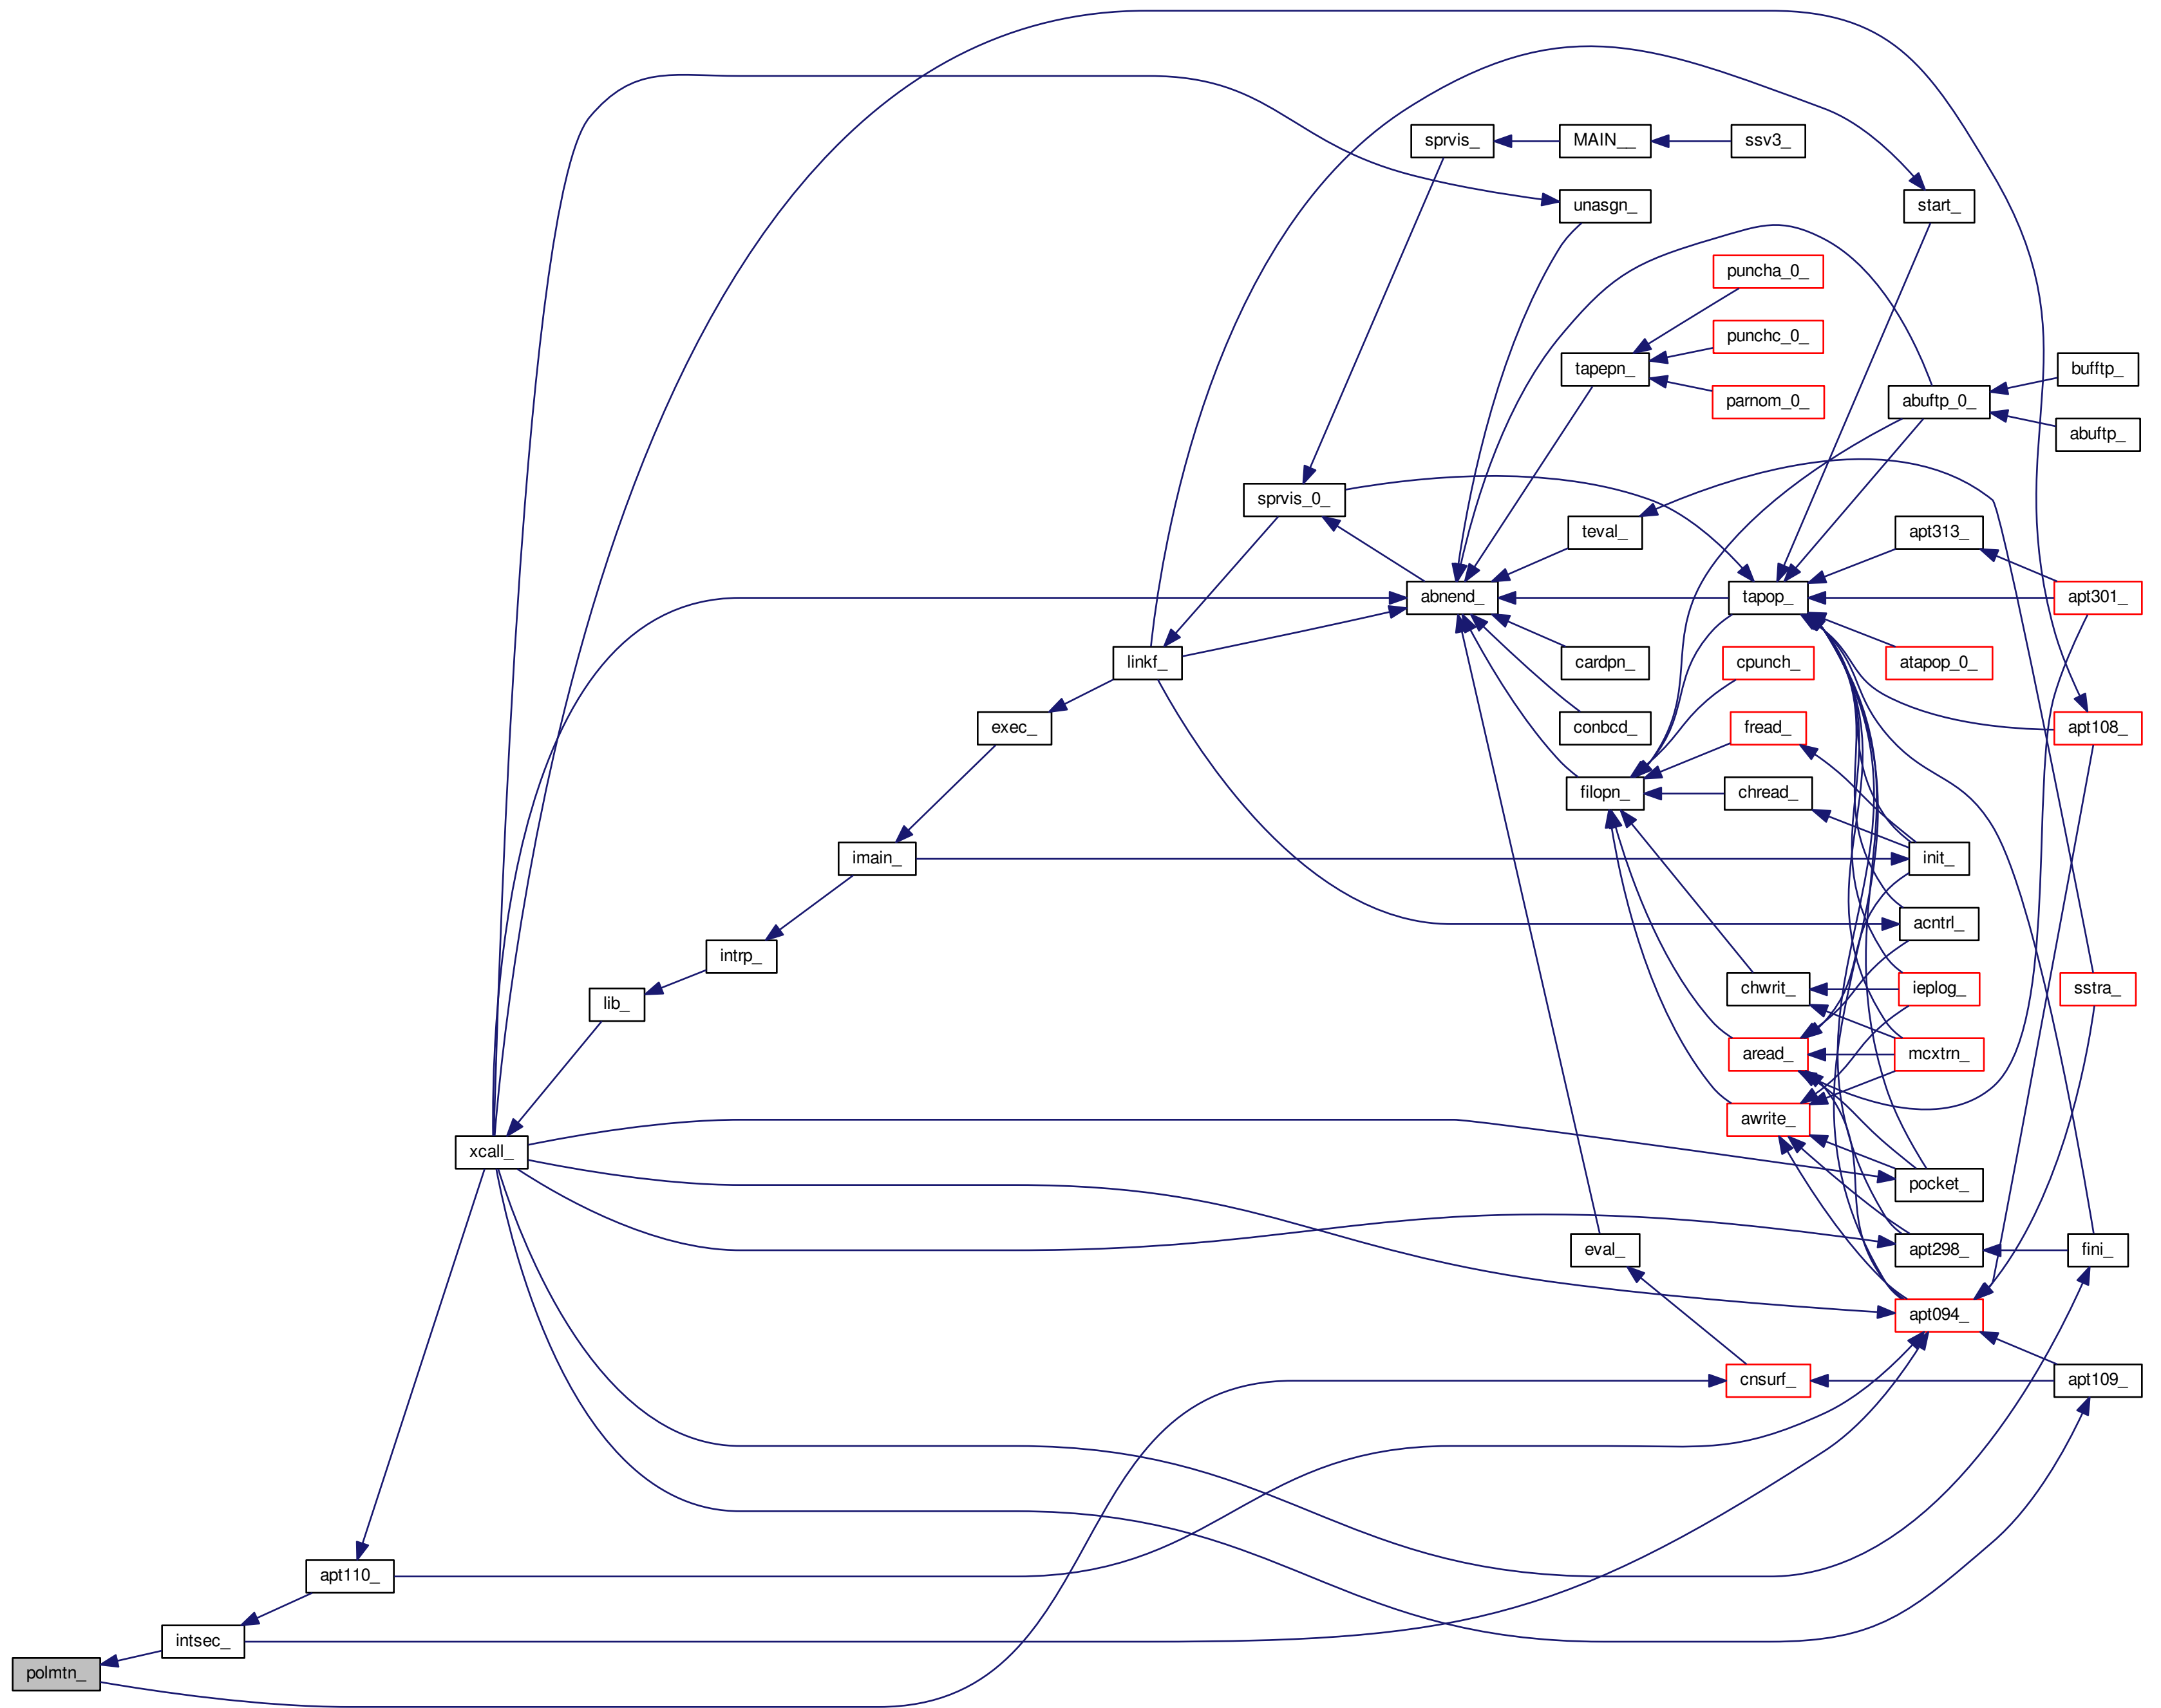 sprvis_
MAIN__
ssv3_
unasgn_
start_
puncha_0_
punchc_0_
tapepn_
bufftp_
parnom_0_
abuftp_0_
abuftp_
sprvis_0_
teval_
apt313_
abnend_
tapop_
apt301_
linkf_
cardpn_
cpunch_
atapop_0_
exec_
conbcd_
fread_
apt108_
filopn_
chread_
imain_
init_
acntrl_
intrp_
lib_
chwrit_
ieplog_
sstra_
aread_
mcxtrn_
awrite_
xcall_
pocket_
eval_
apt298_
fini_
apt094_
cnsurf_
apt109_
apt110_
intsec_
polmtn_